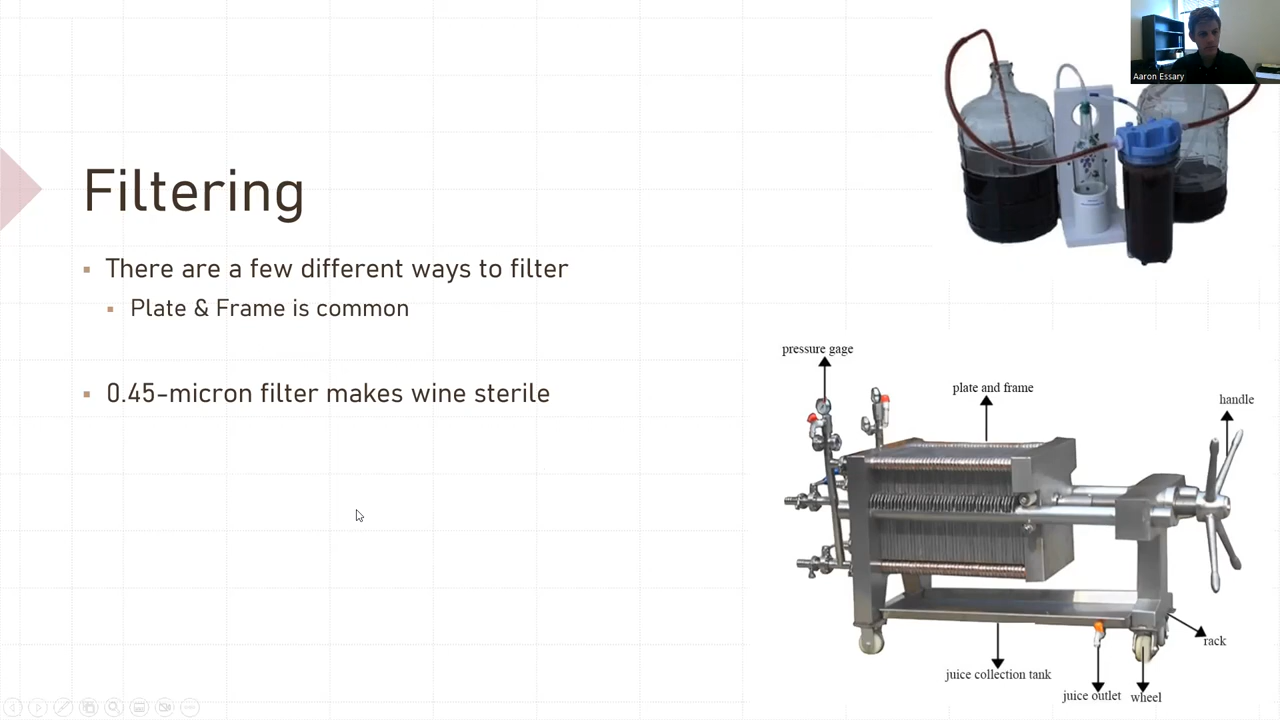 Aaron Essary
Filtering
There are a few different ways to filter
Plate & Frame is common
0.45-micron filter makes wine sterile
pressure gage
plate and frame
handle
rack
juice collection tank
juice outlet
wheel